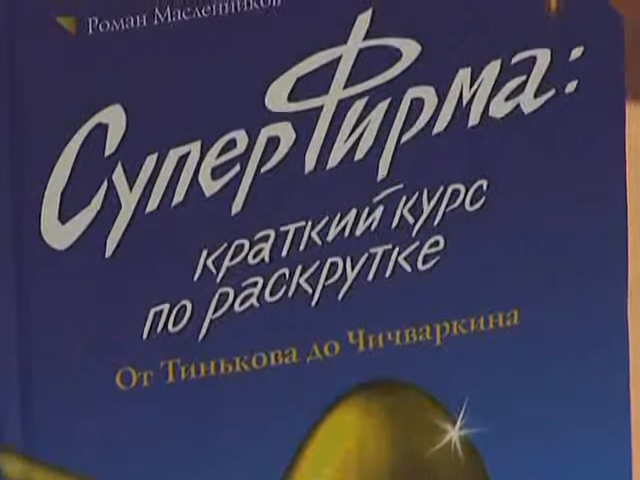 Роман Масленников
СуперФирма:
краткий курс
по раскрутке
От Тинькова до Чичваркина